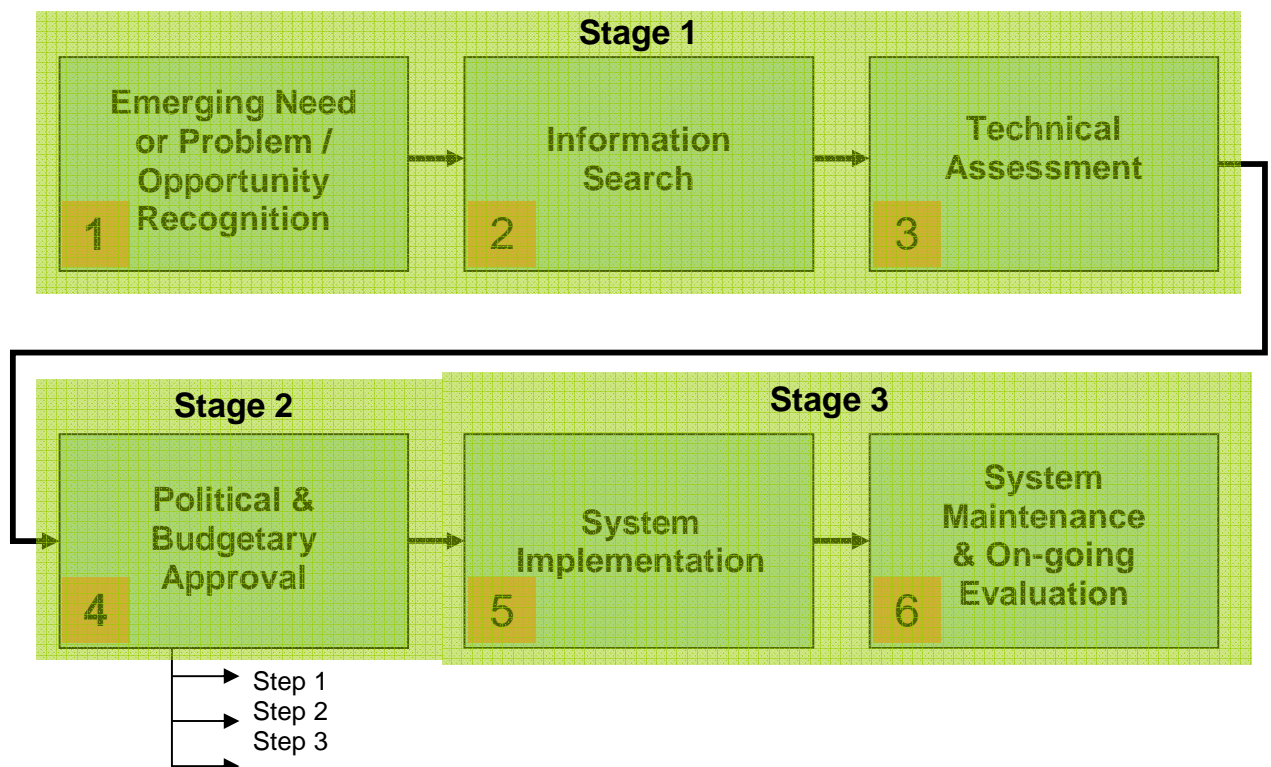 Stage 1
Emerging Need
or Problem /
Opportunity
Recognition
1
Information
Search
2
Technical
Assessment
3
Stage 2
Political &
Budgetary
Approval
4
Stage 3
System
Implementation
5
System
Maintenance
& On-going
Evaluation
6
Step 1
Step 2
Step 3